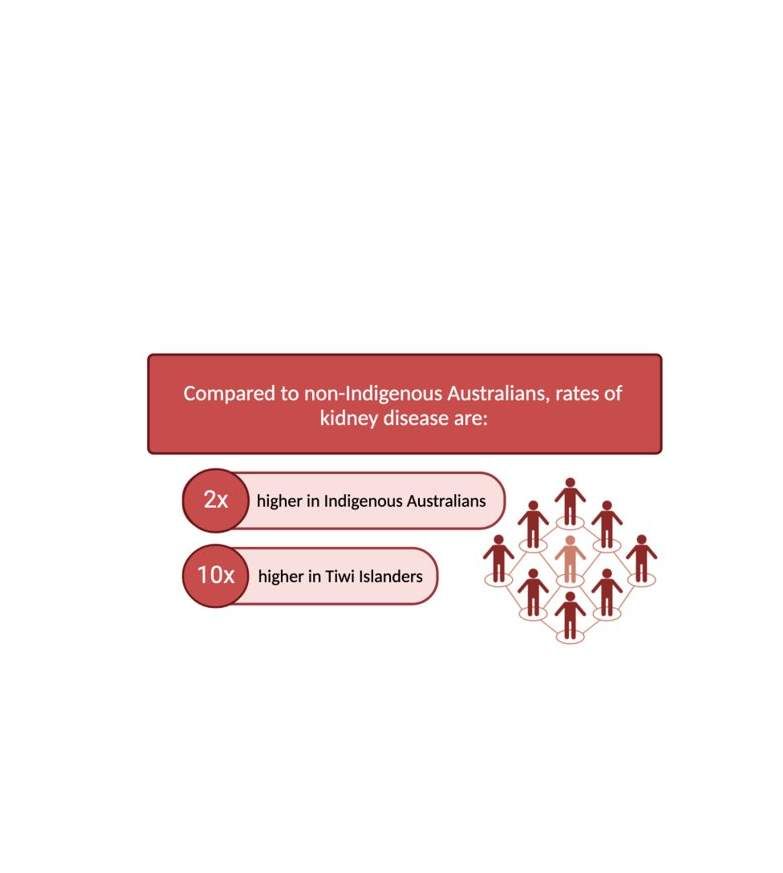 Compared to non-Indigenous Australians, rates of
kidney disease are:
2x higher in Indigenous Australians
10x higher in Tiwi Islanders